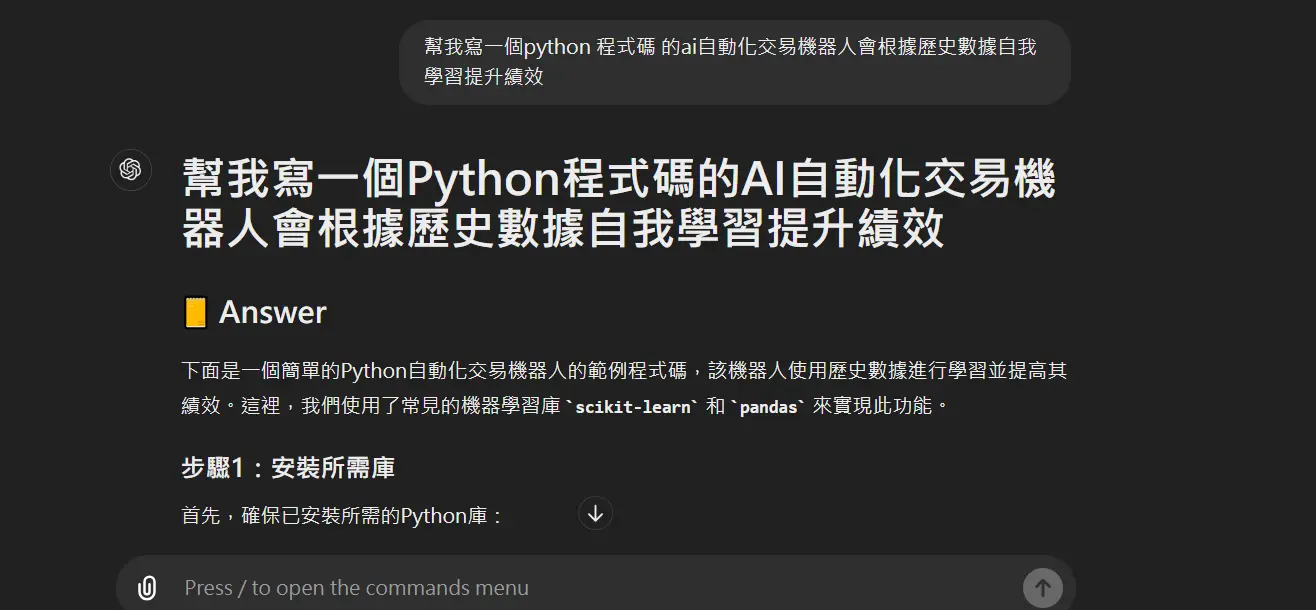 幫我寫一個python 程式碼 的ai自動化交易機器人會根據歷史數據自我
學習提升績效
幫我寫一個Python程式碼的AI自動化交易機
器人會根據歷史數據自我學習提升績效
Answer
下面是一個簡單的Python自動化交易機器人的範例程式碼，該機器人使用歷史數據進行學習並提高其
績效。這裡，我們使用了常見的機器學習庫 `scikit-learn` 和 `pandas` 來實現此功能。
步驟1：安裝所需庫
首先，確保已安裝所需的Python庫：
Press / to open the commands menu